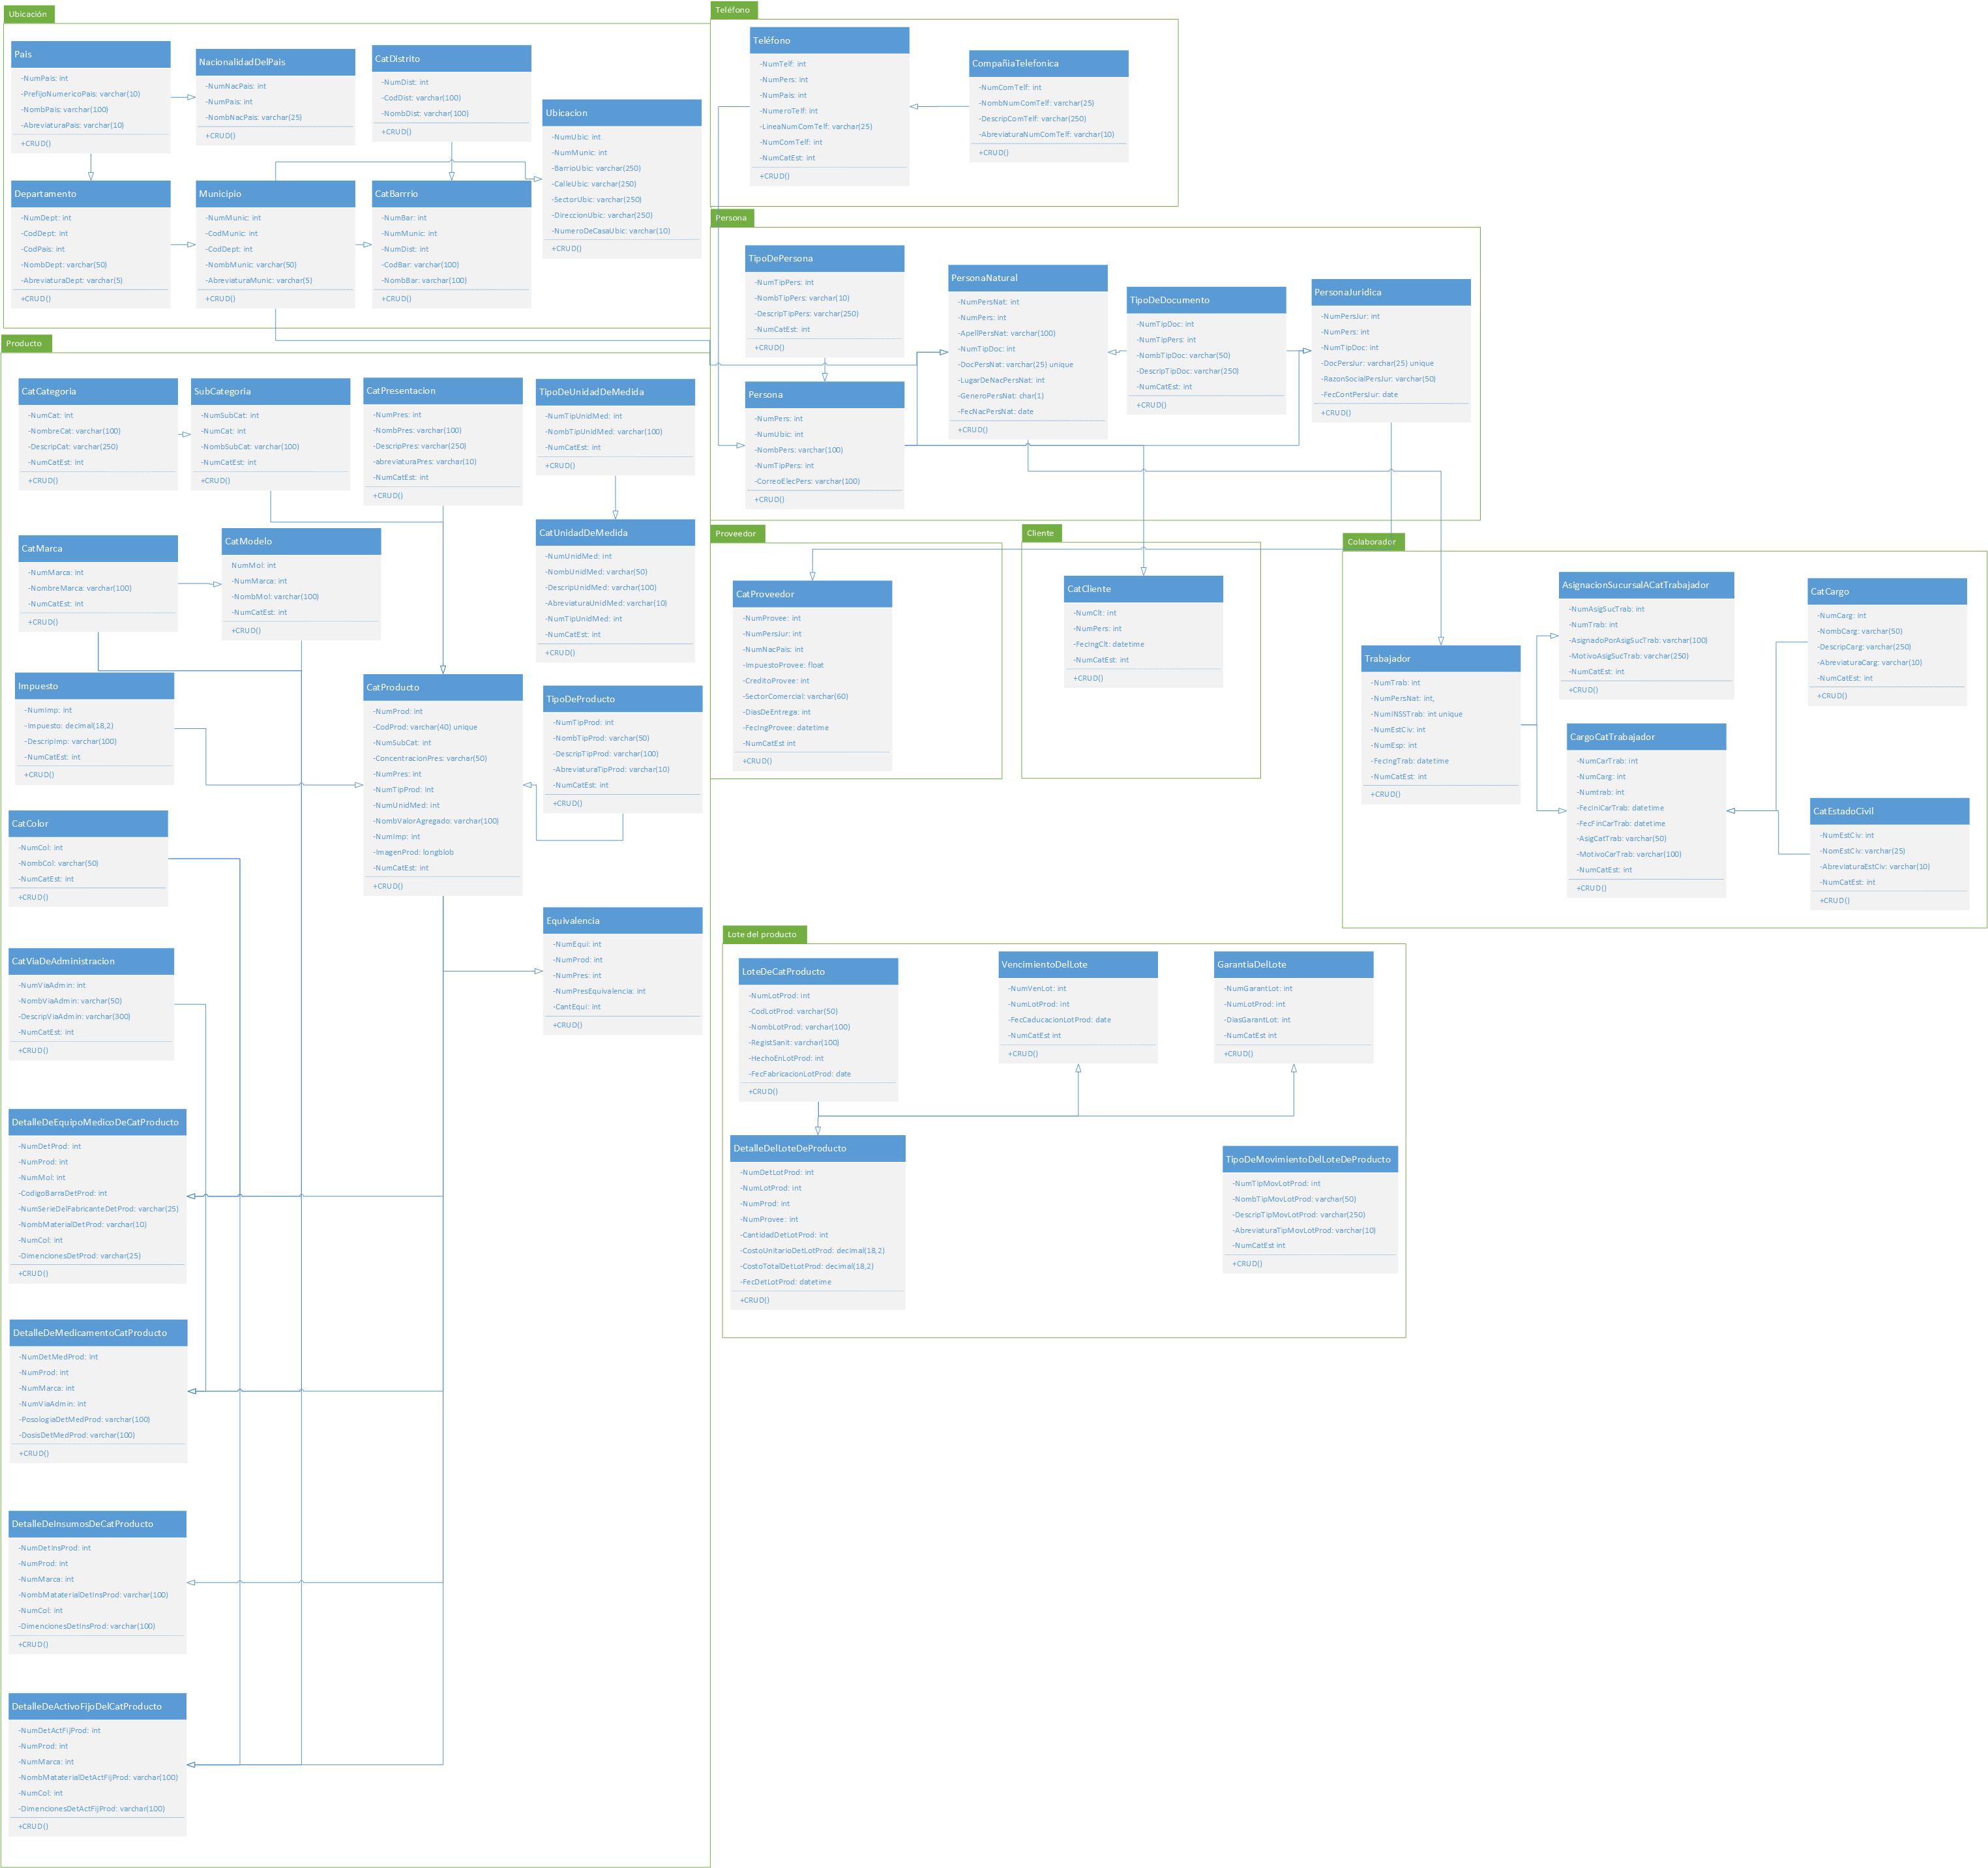 Ubicación
País
-NumPais: int
-PrefijoNumericoPais: varchar(10)
-NombPais: varchar(100)
-AbreviaturaPais: varchar(10)
+CRUD()
NacionalidadDelPais
-NumNacPais: int
-NumPais: int
-NombNacPais: varchar(25)
+CRUD()
CatDistrito
-NumDist: int
-CodDist: varchar(100)
-NombDist: varchar(100)
+CRUD()
Ubicacion
-NumUbic: int
-NumMunic: int
-BarrioUbic: varchar(250)
-CalleUbic: varchar(250)
-SectorUbic: varchar(250)
-DireccionUbic: varchar(250)
-NumeroDeCasaUbic: varchar(10)
+CRUD()
Departamento
-NumDept: int
-CodDept: int
-CodPais: int
-NombDept: varchar(50)
-AbreviaturaDept: varchar(5)
+CRUD()
Municipio
-NumMunic: int
-CodMunic: int
-CodDept: int
-NombMunic: varchar(50)
-AbreviaturaMunic: varchar(5)
+CRUD()
CatBarrrio
-NumBar: int
-NumMunic: int
-NumDist: int
-CodBar: varchar(100)
-NombBar: varchar(100)
+CRUD()
Teléfono
Teléfono
-NumTelf: int
-NumPers: int
-NumPais: int
-NumeroTelf: int
-LineaNumComTelf: varchar(25)
-NumComTelf: int
-NumCatEst: int
+CRUD()
CompañiaTelefonica
-NumComTelf: int
-NombNumComTelf: varchar(25)
-DescripComTelf: varchar(250)
-AbreviaturaNumComTelf: varchar(10)
+CRUD()
Persona
TipoDePersona
-NumTipPers: int
-NombTipPers: varchar(10)
-DescripTipPers: varchar(250)
-NumCatEst: int
+CRUD()
PersonaNatural
-NumPersNat: int
-NumPers: int
-ApellPersNat: varchar(100)
-NumTipDoc: int
-DocPersNat: varchar(25) unique
-LugarDeNacPersNat: int
-GeneroPersNat: char(1)
-FecNacPersNat: date
+CRUD()
TipoDeDocumento
-NumTipDoc: int
-NumTipPers: int
-NombTipDoc: varchar(50)
-DescripTipDoc: varchar(250)
-NumCatEst: int
+CRUD()
PersonaJuridica
-NumPersJur: int
-NumPers: int
-NumTipDoc: int
-DocPersJur: varchar(25) unique
-RazonSocialPersJur: varchar(50)
-FecContPersJur: date
+CRUD()
Persona
-NumPers: int
-NumUbic: int
-NombPers: varchar(100)
-NumTipPers: int
-CorreoElecPers: varchar(100)
+CRUD()
Producto
CatCategoria
-NumCat: int
-NombreCat: varchar(100)
-DescripCat: varchar(250)
-NumCatEst: int
+CRUD()
SubCategoria
-NumSubCat: int
-NumCat: int
-NombSubCat: varchar(100)
-NumCatEst: int
+CRUD()
CatPresentacion
-NumPres: int
-NombPres: varchar(100)
-DescripPres: varchar(250)
-abreviaturaPres: varchar(10)
-NumCatEst: int
+CRUD()
TipoDeUnidadDeMedida
-NumTipUnidMed: int
-NombTipUnidMed: varchar(100)
-NumCatEst: int
+CRUD()
CatMarca
-NumMarca: int
-NombreMarca: varchar(100)
-NumCatEst: int
+CRUD()
CatModelo
NumMol: int
-NumMarca: int
-NombMol: varchar(100)
-NumCatEst: int
+CRUD()
CatUnidadDeMedida
-NumUnidMed: int
-NombUnidMed: varchar(50)
-DescripUnidMed: varchar(100)
-AbreviaturaUnidMed: varchar(10)
-NumTipUnidMed: int
-NumCatEst: int
+CRUD()
Impuesto
-NumImp: int
-Impuesto: decimal(18,2)
-DescripImp: varchar(100)
-NumCatEst: int
+CRUD()
CatProducto
-NumProd: int
-CodProd: varchar(40) unique
-NumSubCat: int
-ConcentracionPres: varchar(50)
-NumPres: int
-NumTipProd: int
-NumUnidMed: int
-NombValorAgregado: varchar(100)
-NumImp: int
-ImagenProd: longblob
-NumCatEst: int
+CRUD()
TipoDeProducto
-NumTipProd: int
-NombTipProd: varchar(50)
-DescripTipProd: varchar(100)
-AbreviaturaTipProd: varchar(10)
-NumCatEst: int
+CRUD()
CatColor
-NumCol: int
-NombCol: varchar(50)
-NumCatEst: int
+CRUD()
Equivalencia
-NumEqui: int
-NumProd: int
-NumPres: int
-NumPresEquivalencia: int
-CantEqui: int
+CRUD()
CatViaDeAdministracion
-NumViaAdmin: int
-NombViaAdmin: varchar(50)
-DescripViaAdmin: varchar(300)
-NumCatEst: int
+CRUD()
DetalleDeEquipoMedicoDeCatProducto
-NumDetProd: int
-NumProd: int
-NumMol: int
-CodigoBarraDetProd: int
-NumSerieDelFabricanteDetProd: varchar(25)
-NombMaterialDetProd: varchar(10)
-NumCol: int
-DimencionesDetProd: varchar(25)
+CRUD()
DetalleDeMedicamentoCatProducto
-NumDetMedProd: int
-NumProd: int
-NumMarca: int
-NumViaAdmin: int
-PosologiaDetMedProd: varchar(100)
-DosisDetMedProd: varchar(100)
+CRUD()
DetalleDeInsumosDeCatProducto
-NumDetInsProd: int
-NumProd: int
-NumMarca: int
-NombMataterialDetInsProd: varchar(100)
-NumCol: int
-DimencionesDetInsProd: varchar(100)
+CRUD()
DetalleDeActivoFijoDelCatProducto
-NumDetActFijProd: int
-NumProd: int
-NumMarca: int
-NombMataterialDetActFijProd: varchar(100)
-NumCol: int
-DimencionesDetActFijProd: varchar(100)
+CRUD()
Proveedor
CatProveedor
-NumProvee: int
-NumPersJur: int
-NumNacPais: int
-ImpuestoProvee: float
-CreditoProvee: int
-SectorComercial: varchar(60)
-DiasDeEntrega: int
-FecIngProvee: datetime
-NumCatEst int
+CRUD()
Cliente
CatCliente
-NumClt: int
-NumPers: int
-FecIngClt: datetime
-NumCatEst: int
+CRUD()
Colaborador
Trabajador
-NumTrab: int
-NumPersNat: int,
-NumINSSTrab: int unique
-NumEstCiv: int
-NumEsp: int
-FecIngTrab: datetime
-NumCatEst: int
+CRUD()
AsignacionSucursalACatTrabajador
-NumAsigSucTrab: int
-NumTrab: int
-AsignadoPorAsigSucTrab: varchar(100)
-MotivoAsigSucTrab: varchar(250)
-NumCatEst: int
+CRUD()
CatCargo
-NumCarg: int
-NombCarg: varchar(50)
-DescripCarg: varchar(250)
-AbreviaturaCarg: varchar(10)
-NumCatEst: int
+CRUD()
CargoCatTrabajador
-NumCarTrab: int
-NumCarg: int
-Numtrab: int
-FecIniCarTrab: datetime
-FecFinCarTrab: datetime
-AsigCatTrab: varchar(50)
-MotivoCarTrab: varchar(100)
-NumCatEst: int
+CRUD()
CatEstadoCivil
-NumEstCiv: int
-NomEstCiv: varchar(25)
-AbreviaturaEstCiv: varchar(10)
-NumCatEst: int
+CRUD()
Lote del producto
LoteDeCatProducto
-NumLotProd: int
-CodLotProd: varchar(50)
-NombLotProd: varchar(100)
-RegistSanit: varchar(100)
-HechoEnLotProd: int
-FecFabricacionLotProd: date
+CRUD()
VencimientoDelLote
-NumVenLot: int
-NumLotProd: int
-FecCaducacionLotProd: date
-NumCatEst int
+CRUD()
GarantiaDelLote
-NumGarantLot: int
-NumLotProd: int
-DiasGarantLot: int
-NumCatEst int
+CRUD()
DetalleDelLoteDeProducto
-NumDetLotProd: int
-NumLotProd: int
-NumProd: int
-NumProvee: int
-CantidadDetLotProd: int
-CostoUnitarioDetLotProd: decimal(18,2)
-CostoTotalDetLotProd: decimal(18,2)
-FecDetLotProd: datetime
+CRUD()
TipoDeMovimientoDelLoteDeProducto
-NumTipMovLotProd: int
-NombTipMovLotProd: varchar(50)
-DescripTipMovLotProd: varchar(250)
-AbreviaturaTipMovLotProd: varchar(10)
-NumCatEst int
+CRUD()